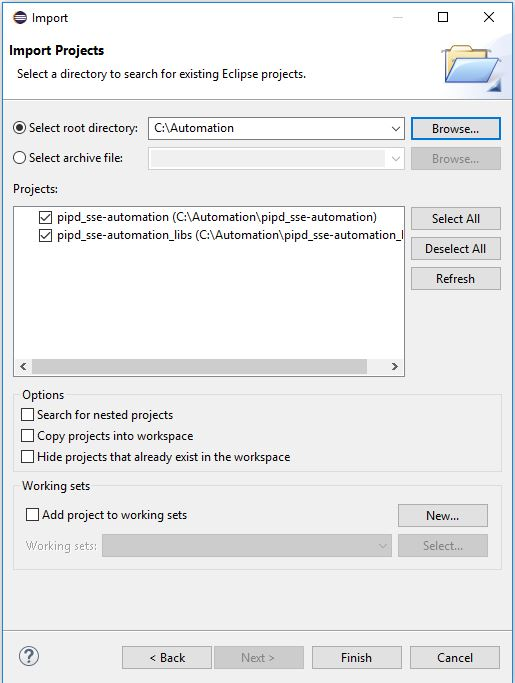 Import
Import Projects
Select a directory to search for existing Eclipse projects.
Select root directory: C:\Automation Browse...
Select archive file: Browse...
Projects:
pipd_sse-automation (C:\Automation\pipd_sse-automation) Select All
pipd_sse-automation_libs (C:\Automation\pipd_sse-automation_l
Deselect All
Refresh
Options
Search for nested projects
Copy projects into workspace
Hide projects that already exist in the workspace
Working sets
Add project to working sets New...
Working sets: Select...
? < Back Next > Finish Cancel